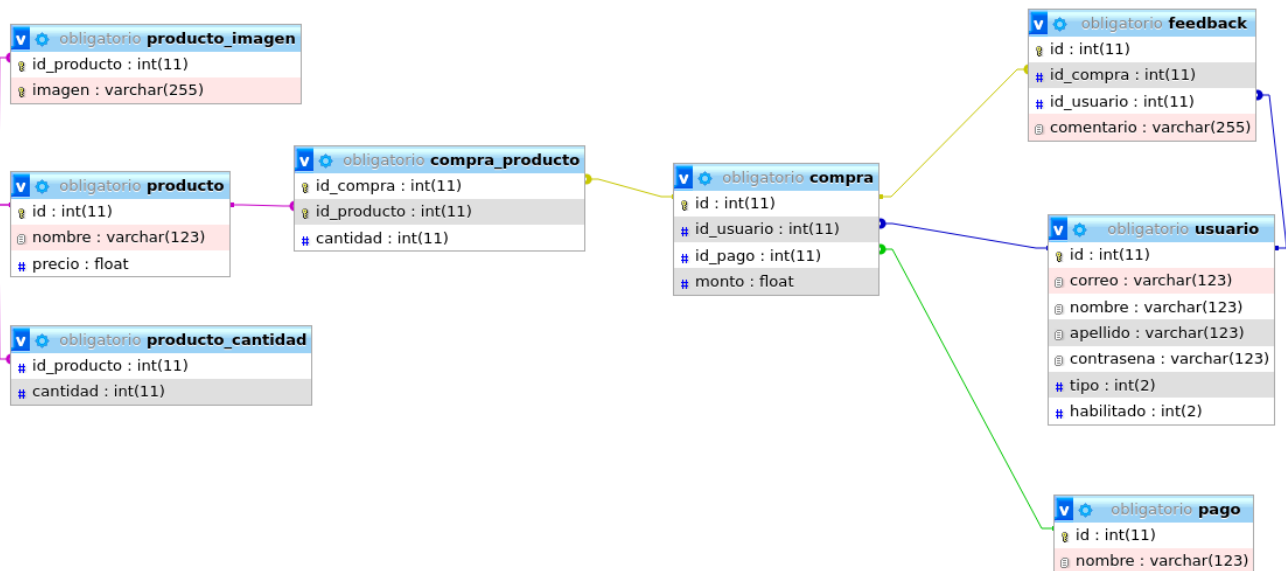 obligatorio producto_imagen
id_producto : int(11)
imagen : varchar(255)
obligatorio producto
id : int(11)
nombre : varchar(123)
precio : float
obligatorio producto_cantidad
id_producto : int(11)
cantidad : int(11)
obligatorio compra_producto
id_compra : int(11)
id_producto : int(11)
cantidad : int(11)
obligatorio compra
id : int(11)
id_usuario : int(11)
id_pago : int(11)
monto : float
obligatorio feedback
id : int(11)
id_compra : int(11)
id_usuario : int(11)
comentario : varchar(255)
obligatorio usuario
id : int(11)
correo : varchar(123)
nombre : varchar(123)
apellido : varchar(123)
contrasena : varchar(123)
tipo : int(2)
habilitado : int(2)
obligatorio pago
id : int(11)
nombre : varchar(123)